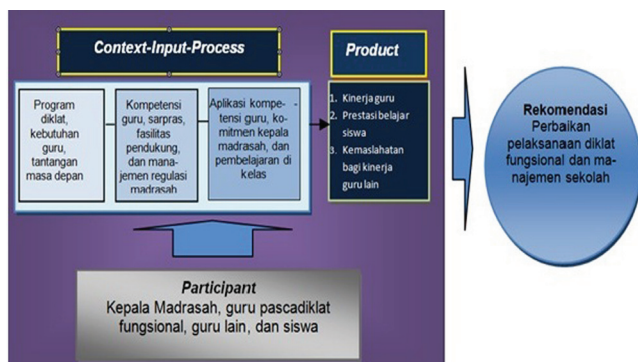 Context-Input-Process
Product
Program
diklat,
kebutuhan
guru,
tantangan
masa depan
Kompetensi
guru, sarpras,
fasilitas
pendukung,
dan mana-
jemen regulasi
madrasah
Aplikasi kompe-
tensi guru, ko-
mitmen kepala
madrasah, dan
pembelajaran di
kelas
1. Kinerja guru
2. Prestasi belajar
siswa
3. Kemaslahatan
bagi kinerja
guru lain
Rekomendasi
Perbaikan
pelaksanaan diklat
fungsional dan ma-
najemen sekolah
Participant
Kepala Madrasah, guru pascadiklat
fungsional, guru lain, dan siswa